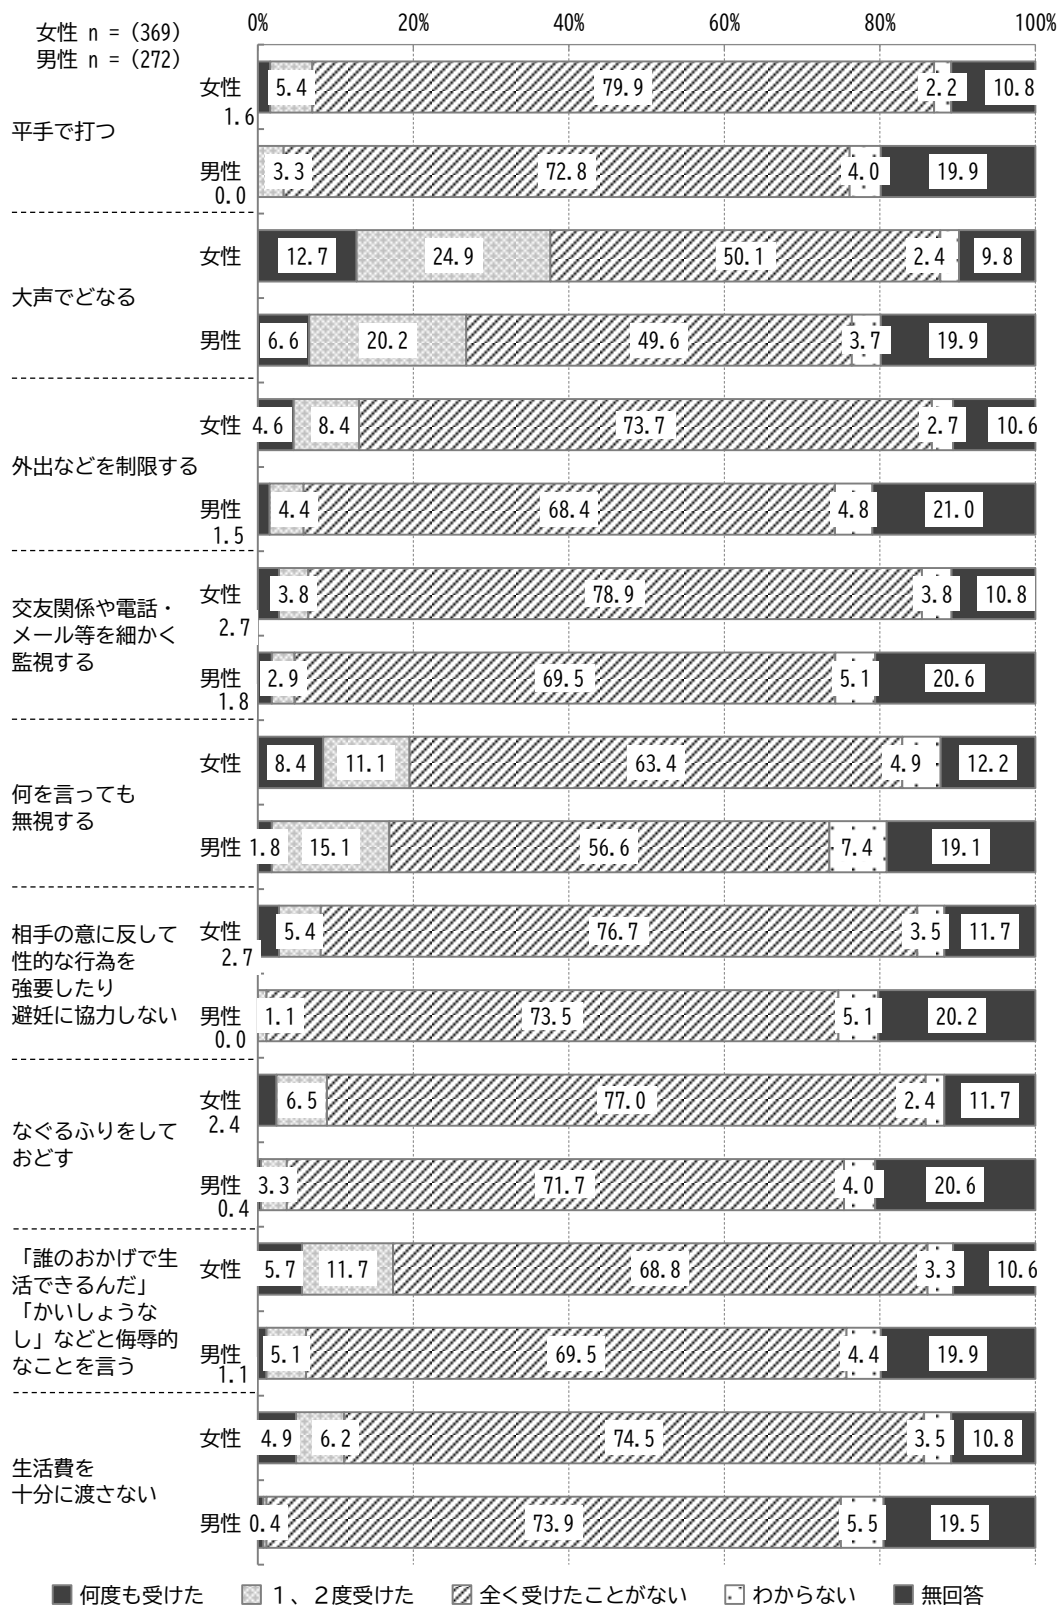 女性 n = (369)
男性 n = (272)
0% 20% 40% 60% 80% 100%
平手で打つ
女性 1.6 5.4 79.9 2.2 10.8
男性 0.0 3.3 72.8 4.0 19.9
大声でどなる
女性 12.7 24.9 50.1 2.4 9.8
男性 6.6 20.2 49.6 3.7 19.9
外出などを制限する
女性 4.6 8.4 73.7 2.7 10.6
男性 1.5 4.4 68.4 4.8 21.0
交友関係や電話・
メール等を細かく
監視する
女性 2.7 3.8 78.9 3.8 10.8
男性 1.8 2.9 69.5 5.1 20.6
何を言っても
無視する
女性 8.4 11.1 63.4 4.9 12.2
男性 1.8 15.1 56.6 7.4 19.1
相手の意に反して
性的な行為を
強要したり
避妊に協力しない
女性 2.7 5.4 76.7 3.5 11.7
男性 0.0 1.1 73.5 5.1 20.2
なぐるふりをして
おどす
女性 2.4 6.5 77.0 2.4 11.7
男性 0.4 3.3 71.7 4.0 20.6
「誰のおかげで生
活できるんだ」
「かいしょうな
し」などと侮辱的
なことを言う
女性 5.7 11.7 68.8 3.3 10.6
男性 1.1 5.1 69.5 4.4 19.9
生活費を
十分に渡さない
女性 4.9 6.2 74.5 3.5 10.8
男性 0.4 73.9 5.5 19.5
何度も受けた １、２度受けた 全く受けたことがない わからない 無回答